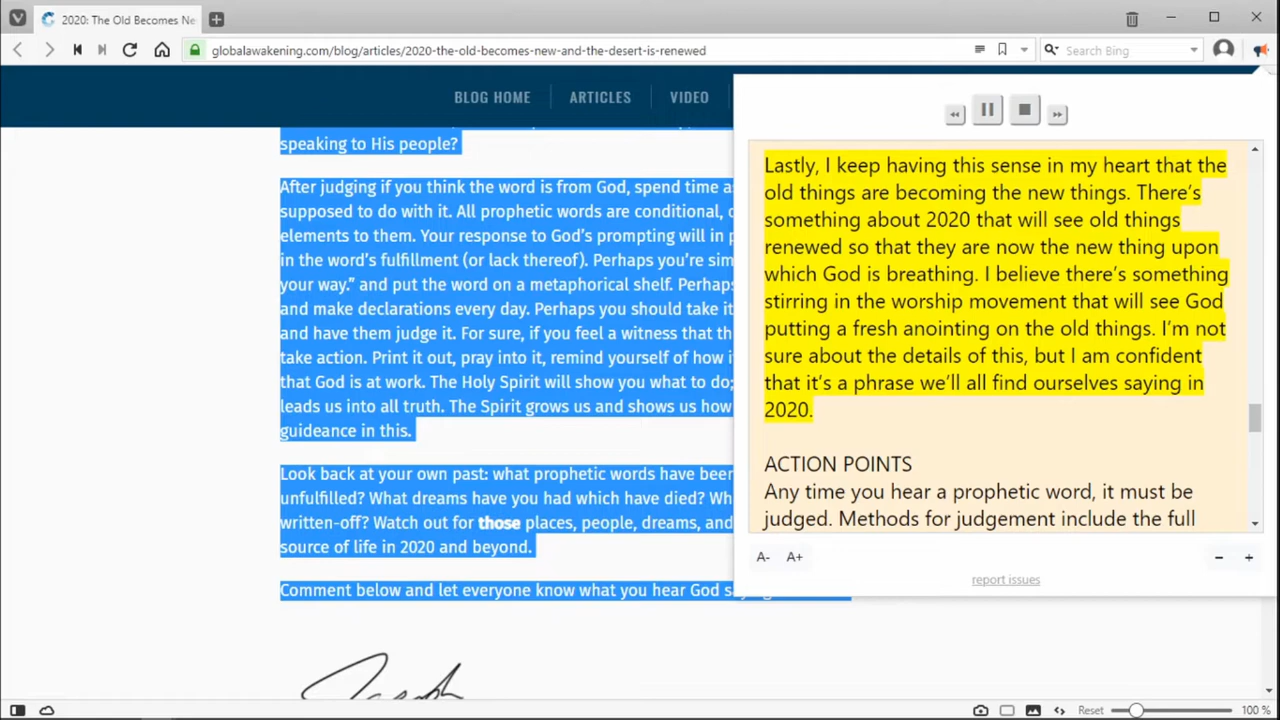 2020: The Old Becomes Ne
globalawakening.com/blog/articles/2020-the-old-becomes-new-and-the-desert-is-renewed
Search Bing
BLOG HOME
ARTICLES
VIDEO
speaking to His people?
After judging if you think the word is from God, spend time as
supposed to do with it. All prophetic words are conditional,
elements to them. Your response to God's prompting will in p
in the word's fulfillment (or lack thereof). Perhaps you're sim
your way.” and put the word on a metaphorical shelf. Perha
and make declarations every day. Perhaps you should take it
and have them judge it. For sure, if you feel a witness that th
take action. Print it out, pray into it, remind yourself of how i
that God is at work. The Holy Spirit will show you what to do;
leads us into all truth. The Spirit grows us and shows us how
guideance in this.
Look back at your own past: what prophetic words have been
unfulfilled? What dreams have you had which have died? Wh
written-off? Watch out for those places, people, dreams, and
source of life in 2020 and beyond.
Comment below and let everyone know what you hear God
Lastly, I keep having this sense in my heart that the
old things are becoming the new things. There's
something about 2020 that will see old things
renewed so that they are now the new thing upon
which God is breathing. I believe there's something
stirring in the worship movement that will see God
putting a fresh anointing on the old things. I'm not
sure about the details of this, but I am confident
that it's a phrase we'll all find ourselves saying in
2020.
ACTION POINTS
Any time you hear a prophetic word, it must be
judged. Methods for judgement include the full
A- A+ − +
report issues
Reset 100 %